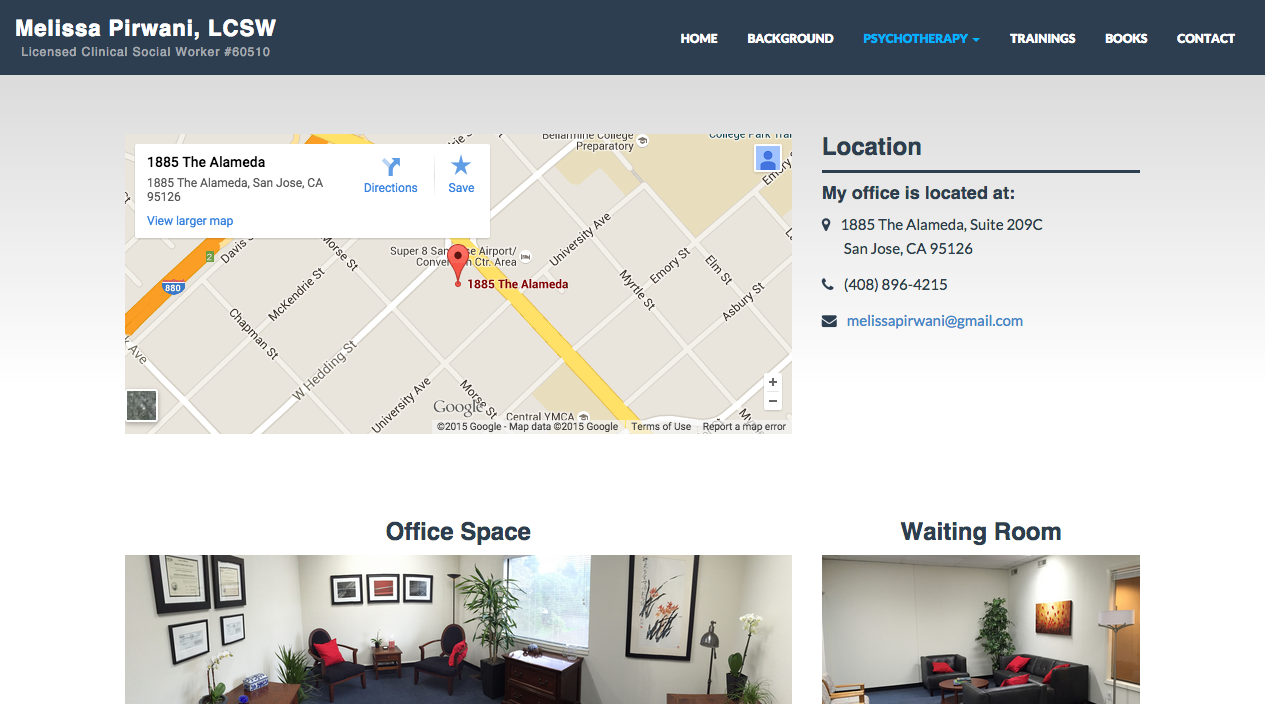 Melissa Pirwani, LCSW
Licensed Clinical Social Worker #60510
HOME BACKGROUND PSYCHOTHERAPY TRAININGS BOOKS CONTACT
1885 The Alameda
1885 The Alameda, San Jose, CA
95126
View larger map
Directions
Save
Bellarmine College
Preparatory
College Park
Emory St
Davis
Morse St
McKendrie St
Chapman St
W Hedding St
University Ave
Super 8 San Airport/
Ctr. Area
1885 The Alameda
University Ave
Myrtle St
Emory St
Elm St
Asbury St
Morse St
2
880
Ave
Central YMCA
Google
+
−
©2015 Google - Map data ©2015 Google Terms of Use Report a map error
Location
My office is located at:
1885 The Alameda, Suite 209C
San Jose, CA 95126
(408) 896-4215
melissapirwani@gmail.com
Office Space
Waiting Room